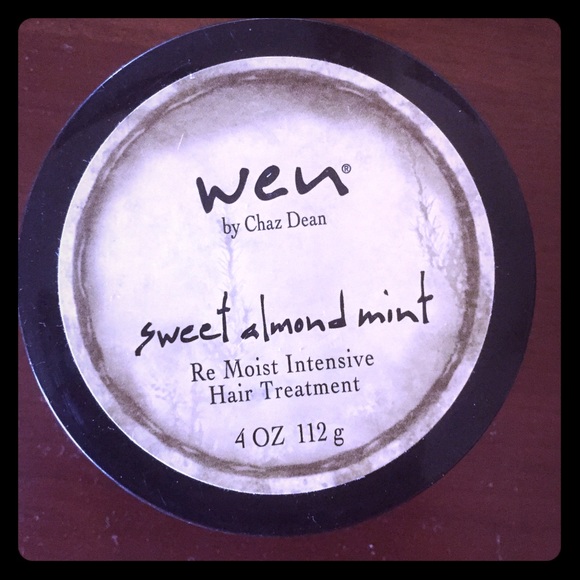 wen®
by Chaz Dean
sweet almond mint
Re Moist Intensive
Hair Treatment
4 OZ 112 g